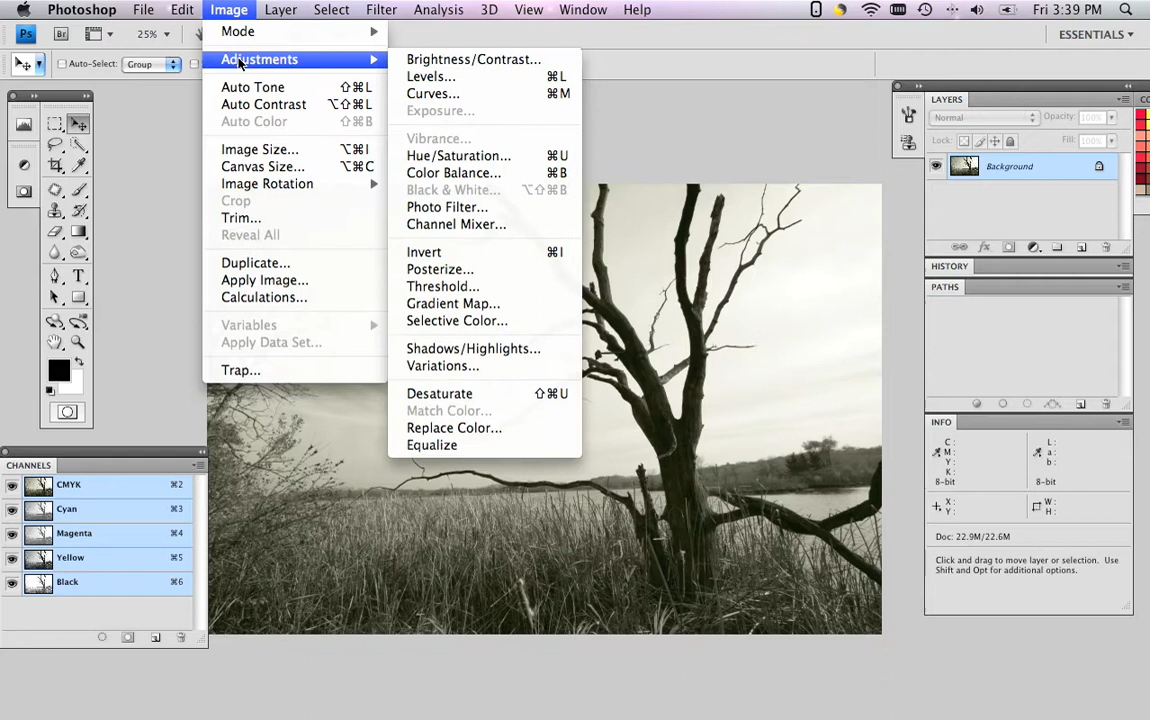 Photoshop File Edit Image Layer Select Filter Analysis 3D View Window Help Fri 3:39 PM
Ps Br 25% ESSENTIALS
Auto-Select: Group
Mode
Adjustments
Auto Tone ⇧⌘L
Auto Contrast ⌥⇧⌘L
Auto Color ⇧⌘B
Image Size... ⌥⌘I
Canvas Size... ⌥⌘C
Image Rotation
Crop
Trim...
Reveal All
Duplicate...
Apply Image...
Calculations...
Variables
Apply Data Set...
Trap...
Brightness/Contrast...
Levels... ⌘L
Curves... ⌘M
Exposure...
Vibrance...
Hue/Saturation... ⌘U
Color Balance... ⌘B
Black & White... ⌥⇧⌘B
Photo Filter...
Channel Mixer...
Invert ⌘I
Posterize...
Threshold...
Gradient Map...
Selective Color...
Shadows/Highlights...
Variations...
Desaturate ⇧⌘U
Match Color...
Replace Color...
Equalize
CHANNELS
CMYK ⌘2
Cyan ⌘3
Magenta ⌘4
Yellow ⌘5
Black ⌘6
LAYERS
Normal Opacity: 100%
Lock: Fill: 100%
Background
HISTORY
PATHS
INFO
C : L :
M : a :
Y : b :
K :
8-bit 8-bit
X : W :
Y : H :
Doc: 22.9M/22.6M
Click and drag to move layer or selection. Use
Shift and Opt for additional options.
CO